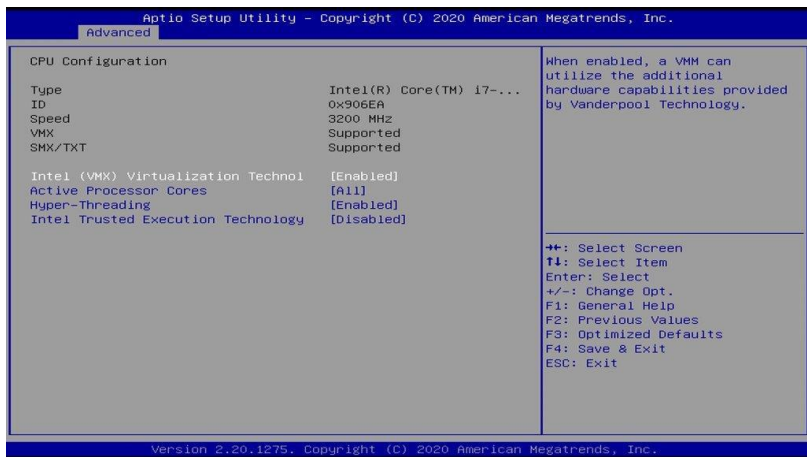 Aptio Setup Utility - Copyright (C) 2020 American Megatrends, Inc.
Advanced
CPU Configuration
Type Intel(R) Core(TM) i7-...
ID 0x906EA
Speed 3200 MHz
VMX Supported
SMX/TXT Supported
Intel (VMX) Virtualization Technol [Enabled]
Active Processor Cores [All]
Hyper-Threading [Enabled]
Intel Trusted Execution Technology [Disabled]
When enabled, a VMM can
utilize the additional
hardware capabilities provided
by Vanderpool Technology.
→←: Select Screen
↑↓: Select Item
Enter: Select
+/-: Change Opt.
F1: General Help
F2: Previous Values
F3: Optimized Defaults
F4: Save & Exit
ESC: Exit
Version 2.20.1275. Copyright (C) 2020 American Megatrends, Inc.